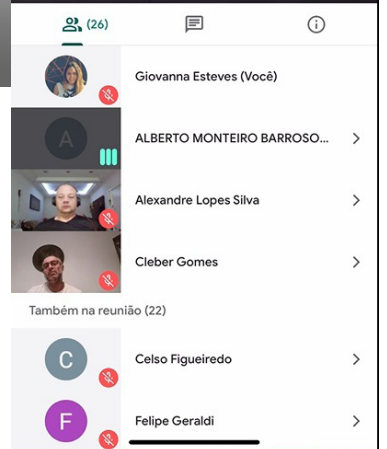 (26)
Giovanna Esteves (Você)
A
ALBERTO MONTEIRO BARROSO...
Alexandre Lopes Silva
Cleber Gomes
Também na reunião (22)
C
Celso Figueiredo
F
Felipe Geraldi